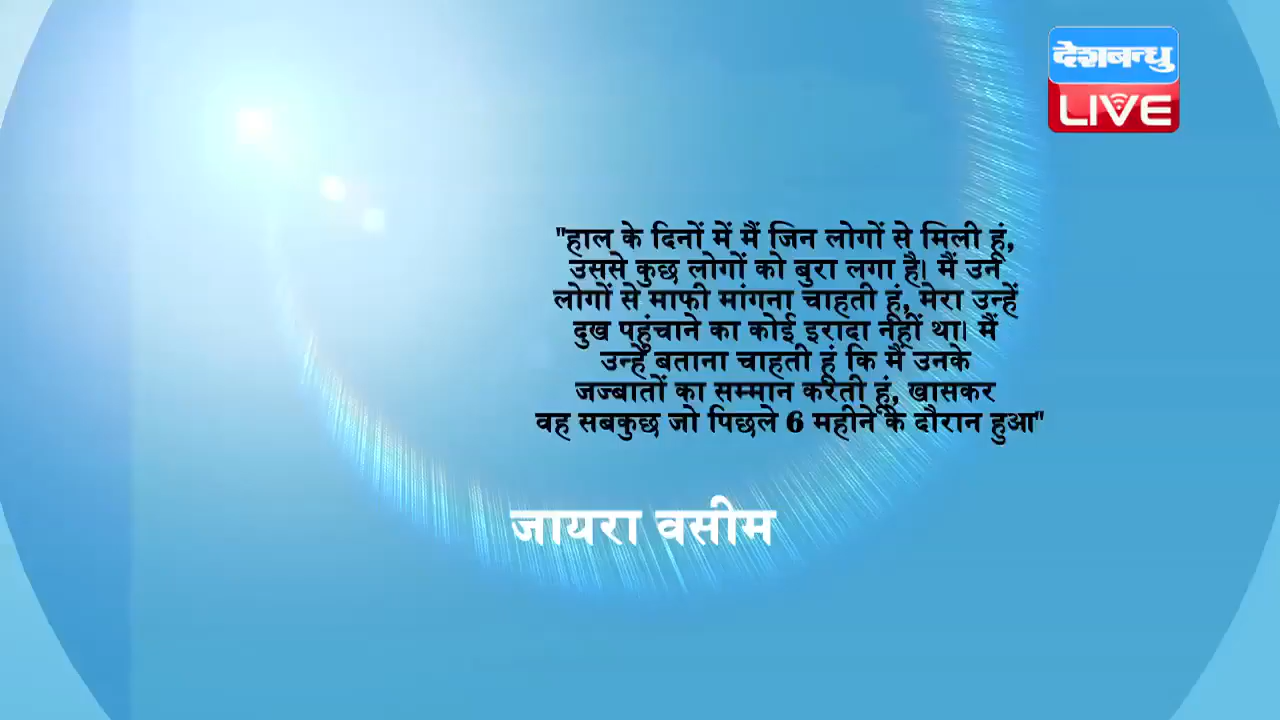 देशबन्धु
LIVE
"हाल के दिनों में मैं जिन लोगों से मिली हूं,
उससे कुछ लोगों को बुरा लगा है। मैं उन
लोगों से माफी मांगना चाहती हूं, मेरा उन्हें
दुख पहुंचाने का कोई इरादा नहीं था। मैं
उन्हें बताना चाहती हूं कि मैं उनके
जज्बातों का सम्मान करती हूं, खासकर
वह सबकुछ जो पिछले 6 महीने के दौरान हुआ"
जायरा वसीम